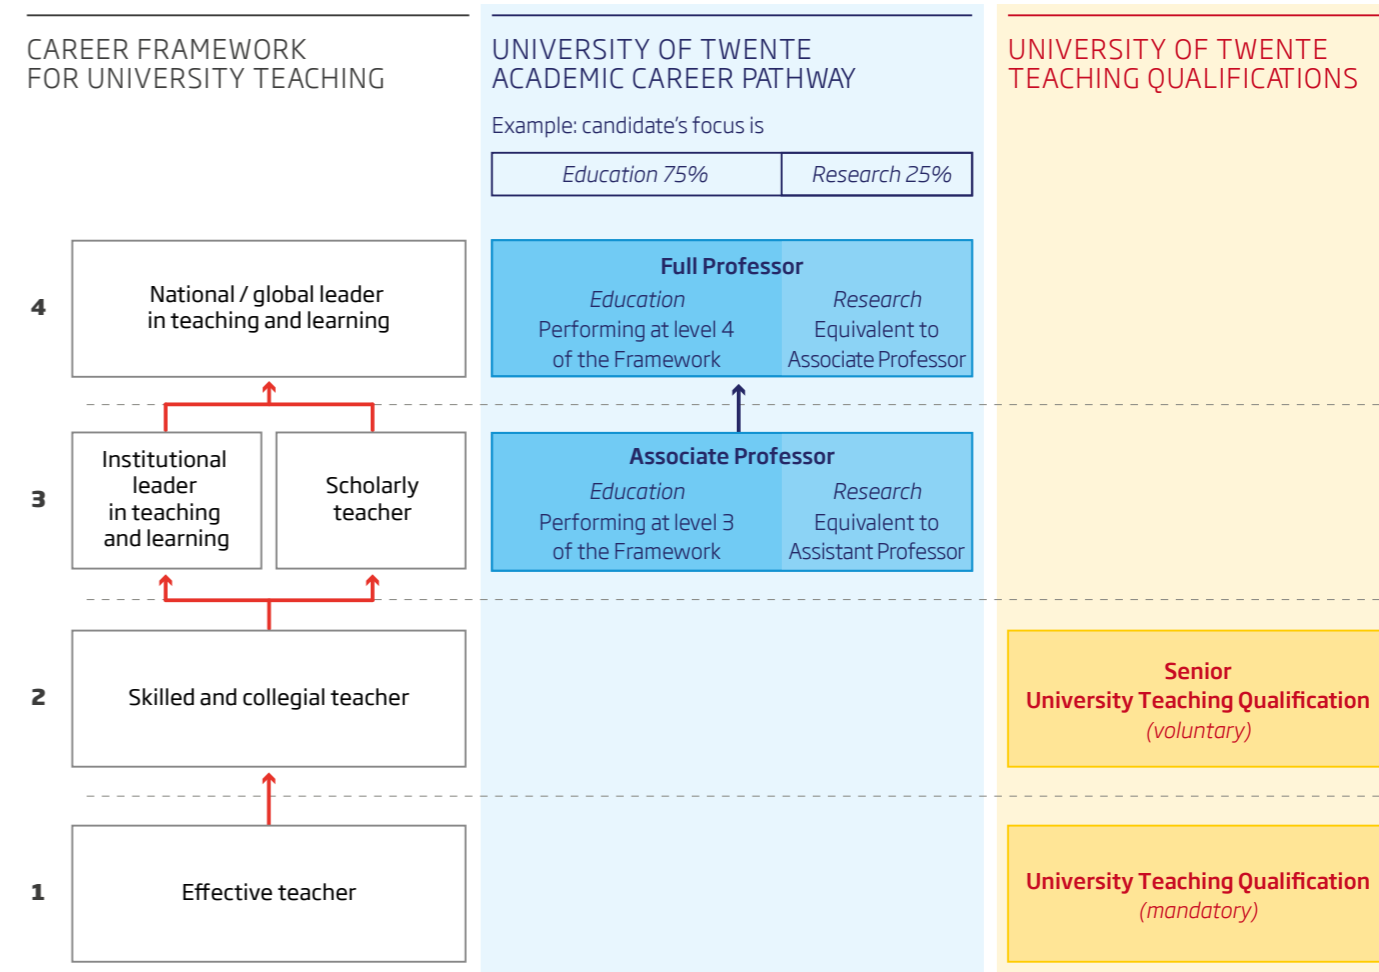 CAREER FRAMEWORK
FOR UNIVERSITY TEACHING
UNIVERSITY OF TWENTE
ACADEMIC CAREER PATHWAY
Example: candidate's focus is
Education 75%
Research 25%
UNIVERSITY OF TWENTE
TEACHING QUALIFICATIONS
4
National / global leader
in teaching and learning
Full Professor
Education
Performing at level 4
of the Framework
Research
Equivalent to
Associate Professor
3
Institutional
leader
in teaching
and learning
Scholarly
teacher
Associate Professor
Education
Performing at level 3
of the Framework
Research
Equivalent to
Assistant Professor
2
Skilled and collegial teacher
Senior
University Teaching Qualification
(voluntary)
1
Effective teacher
University Teaching Qualification
(mandatory)